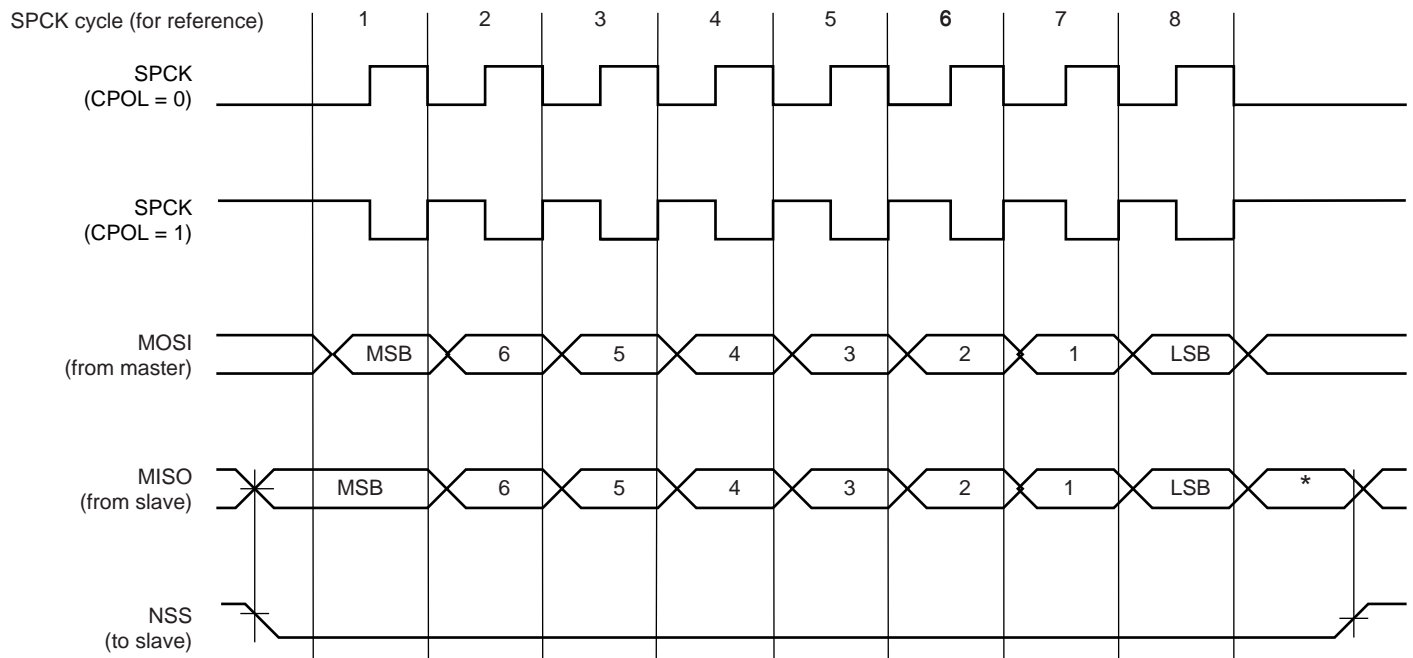 SPCK cycle (for reference) 1 2 3 4 5 6 7 8
SPCK
(CPOL = 0)
SPCK
(CPOL = 1)
MOSI
(from master)
MSB 6 5 4 3 2 1 LSB
MISO
(from slave)
MSB 6 5 4 3 2 1 LSB *
NSS
(to slave)